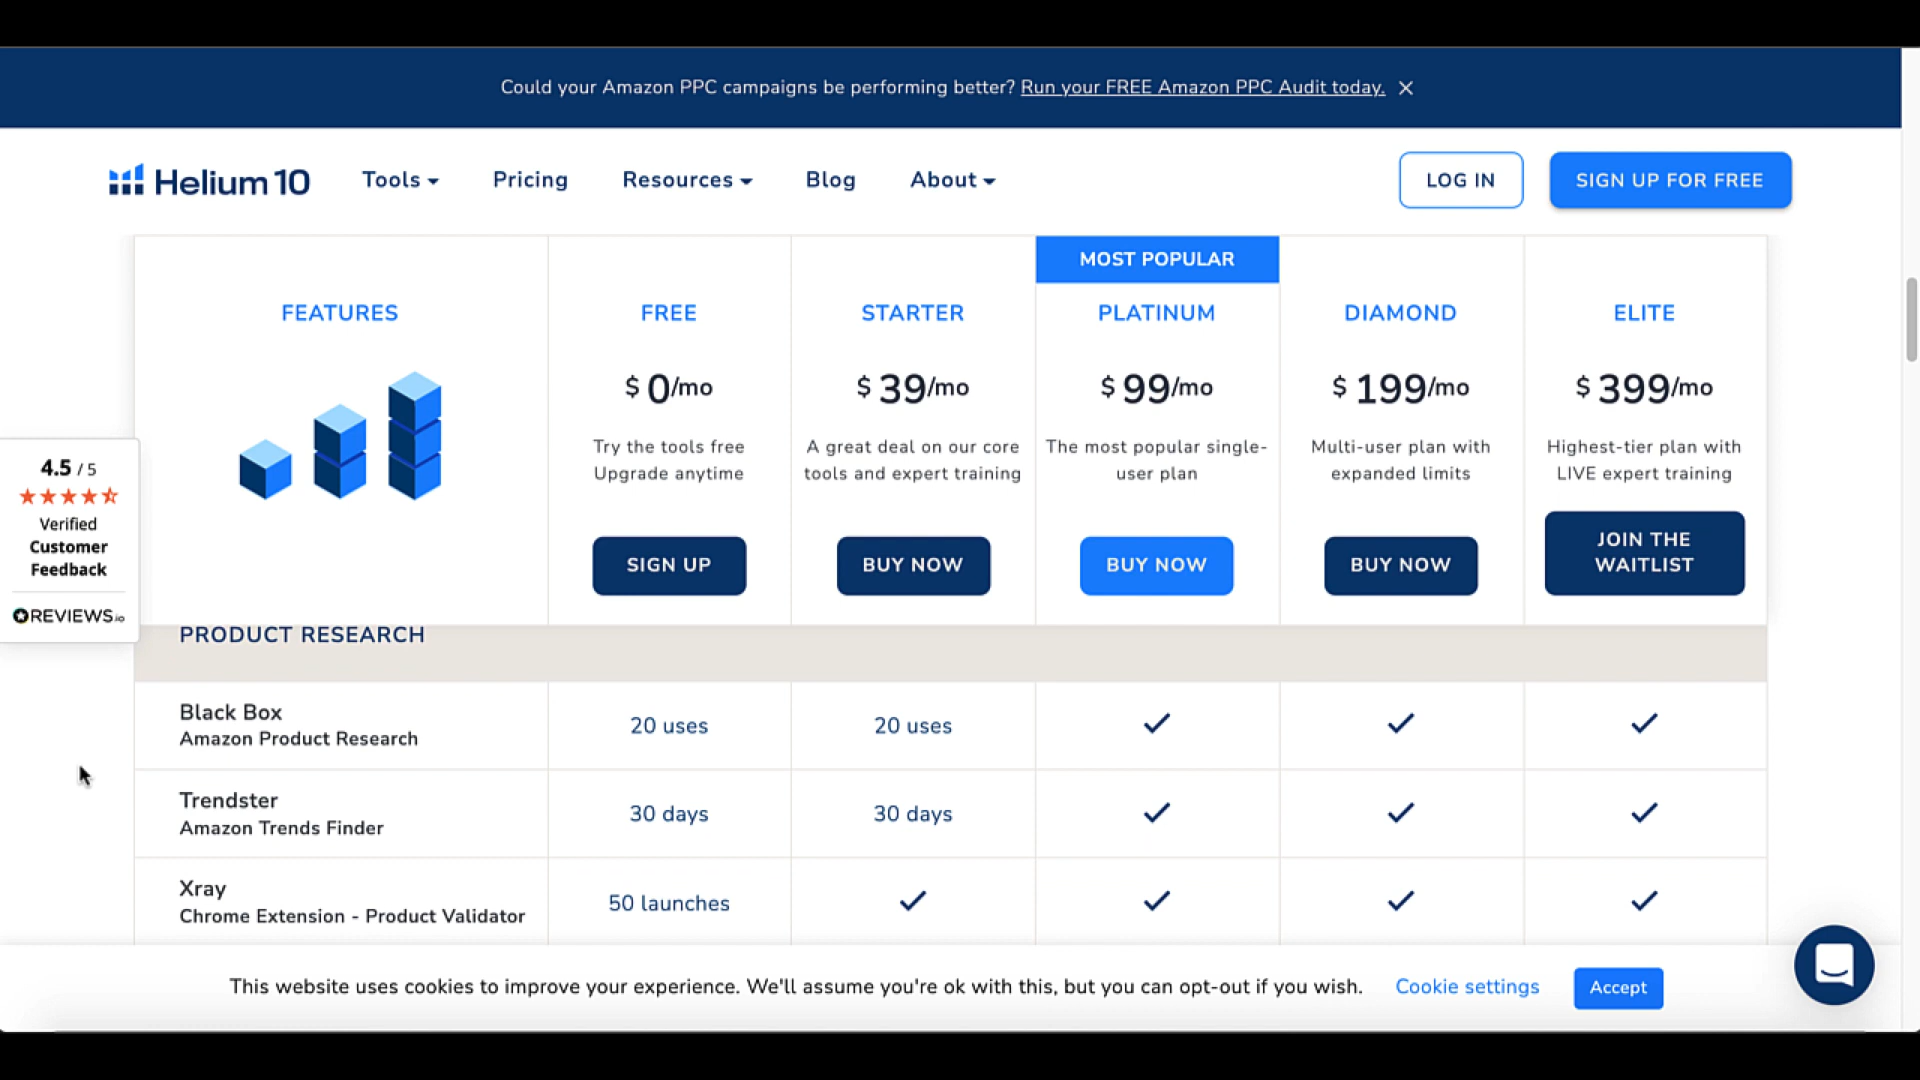 Could your Amazon PPC campaigns be performing better? Run your FREE Amazon PPC Audit today.
Helium 10
Tools
Pricing
Resources
Blog
About
LOG IN
SIGN UP FOR FREE
MOST POPULAR
FEATURES
FREE
STARTER
PLATINUM
DIAMOND
ELITE
$ 0/mo
$ 39/mo
$ 99/mo
$ 199/mo
$ 399/mo
Try the tools free
Upgrade anytime
A great deal on our core
tools and expert training
The most popular single-
user plan
Multi-user plan with
expanded limits
Highest-tier plan with
LIVE expert training
SIGN UP
BUY NOW
BUY NOW
BUY NOW
JOIN THE
WAITLIST
4.5 / 5
Verified
Customer
Feedback
REVIEWS.io
PRODUCT RESEARCH
Black Box
Amazon Product Research
20 uses
20 uses
Trendster
Amazon Trends Finder
30 days
30 days
Xray
Chrome Extension - Product Validator
50 launches
This website uses cookies to improve your experience. We'll assume you're ok with this, but you can opt-out if you wish.
Cookie settings
Accept